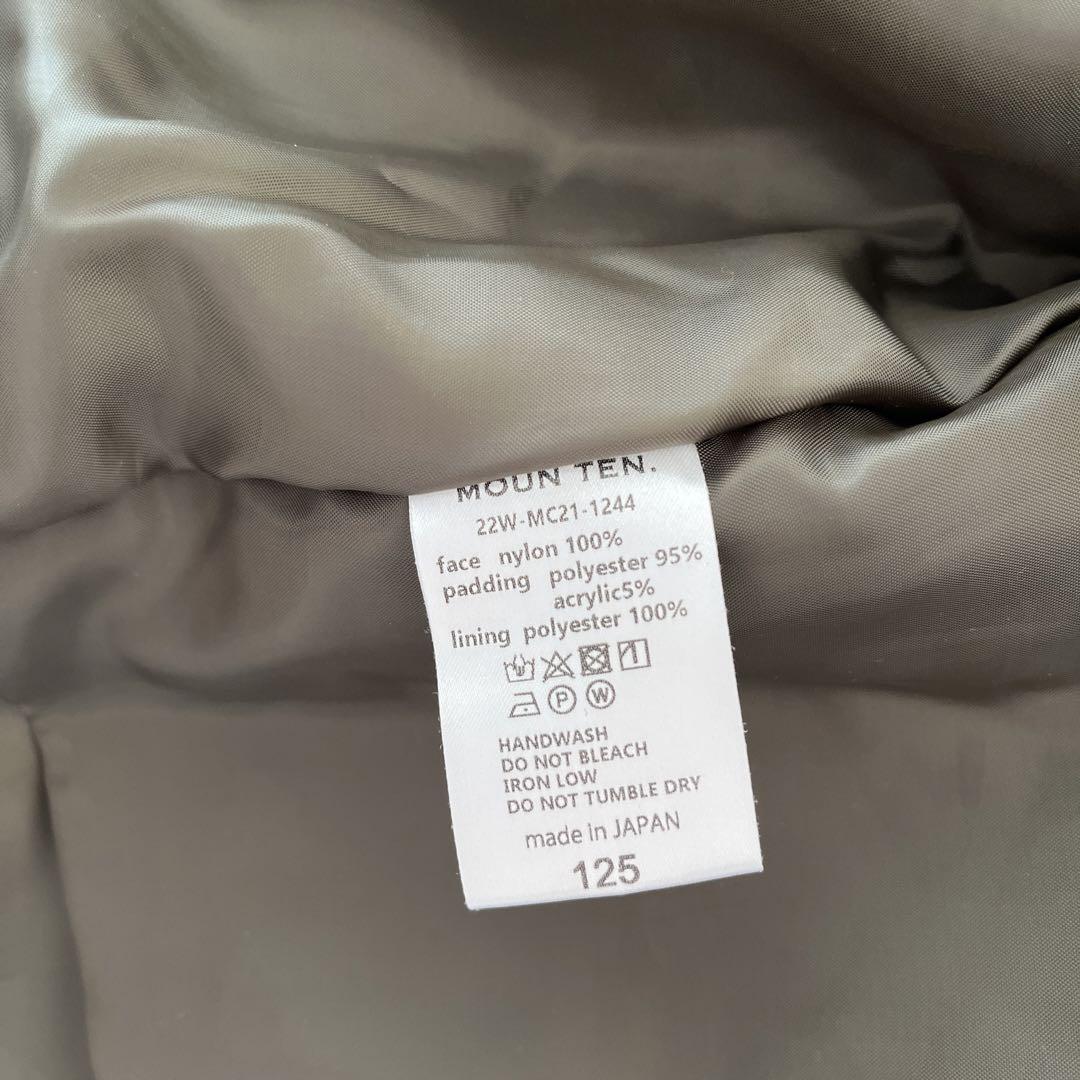 MOUN TEN.
22W-MC21-1244
face nylon 100%
padding polyester 95%
acrylic5%
lining polyester 100%
P W
HANDWASH
DO NOT BLEACH
IRON LOW
DO NOT TUMBLE DRY
made in JAPAN
125